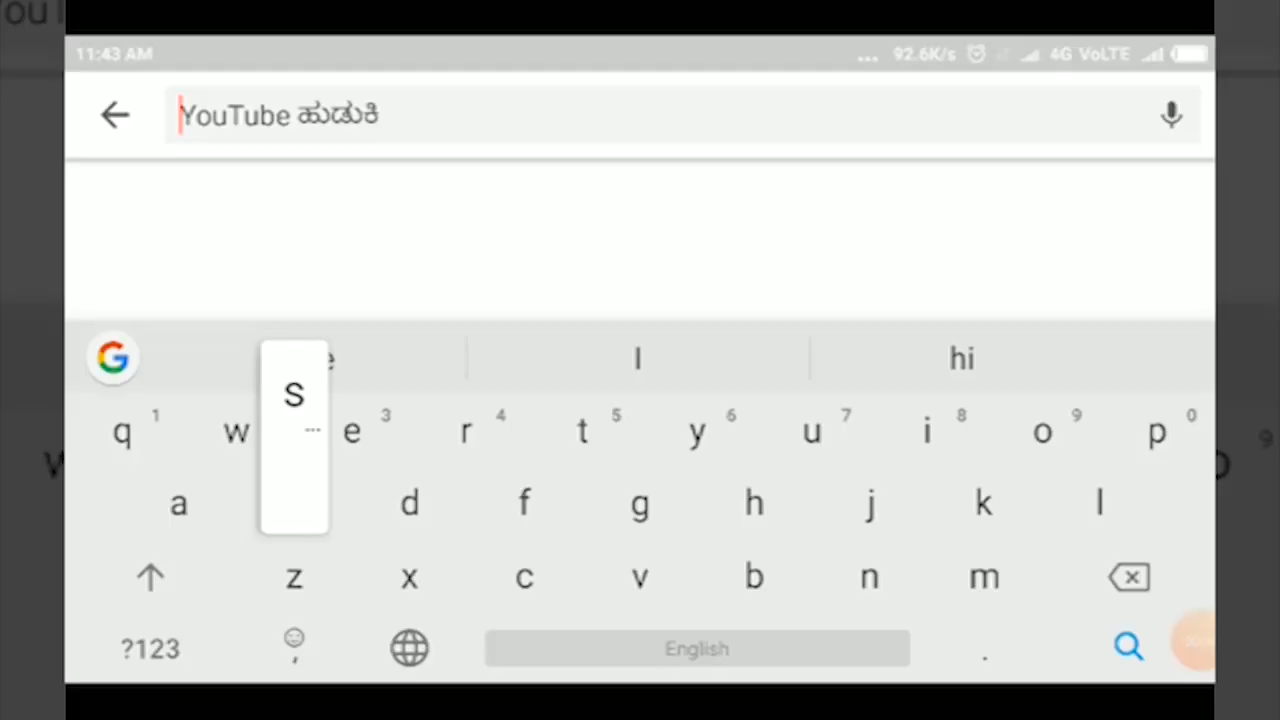 11:43 AM
... 92.6K/s 4G VoLTE
YouTube ಹುಡುಕಿ
I hi
S
q 1 w e 3 r 4 t 5 y 6 u 7 i 8 o 9 p 0
a d f g h j k l
z x c v b n m
?123 , English .